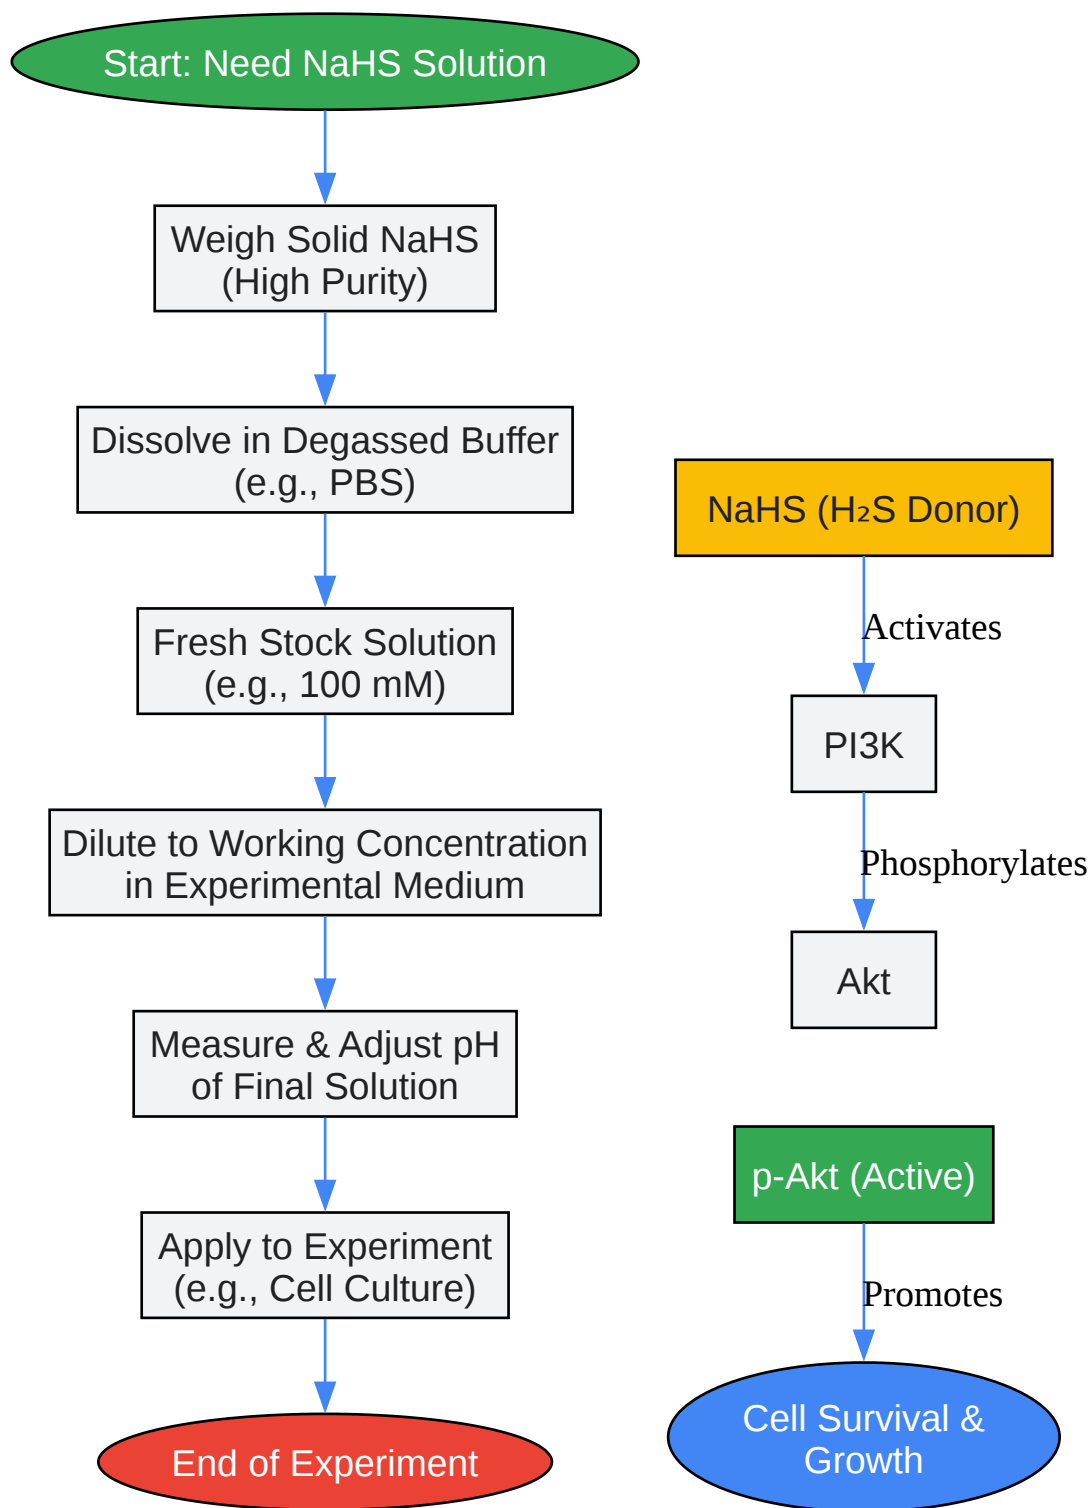 Start: Need NaHS Solution
Weigh Solid NaHS
(High Purity)
Dissolve in Degassed Buffer
(e.g., PBS)
Fresh Stock Solution
(e.g., 100 mM)
Dilute to Working Concentration
in Experimental Medium
Measure & Adjust pH
of Final Solution
Apply to Experiment
(e.g., Cell Culture)
End of Experiment
NaHS (H₂S Donor)
Activates
PI3K
Phosphorylates
Akt
p-Akt (Active)
Promotes
Cell Survival &
Growth